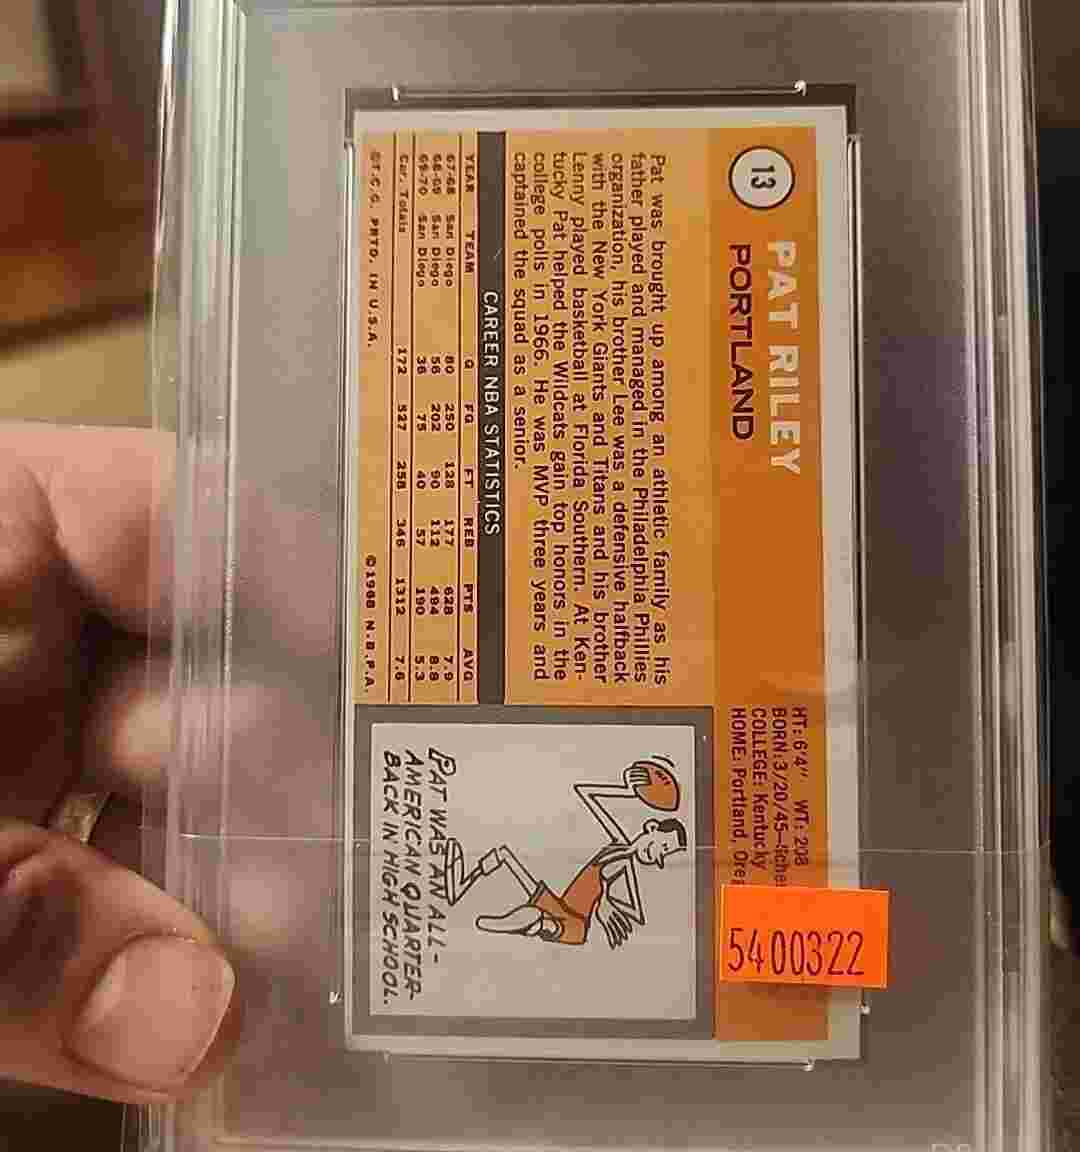 13
PAT RILEY
PORTLAND
HT: 6'4" WT: 208
BORN: 3/20/45-Sche
COLLEGE: Kentucky
HOME: Portland, Ore
5400322
Pat was brought up among an athletic family as his
father played and managed in the Philadelphia Phillies
organization, his brother Lee was a defensive halfback
with the New York Giants and Titans and his brother
Lenny played basketball at Florida Southern. At Ken-
tucky Pat helped the Wildcats gain top honors in the
college polls in 1966. He was MVP three years and
captained the squad as a senior.
CAREER NBA STATISTICS
YEAR TEAM G FG FT REB PTS AVG
67-68 San Diego 80 250 128 177 628 7.9
68-69 San Diego 56 202 90 112 494 8.8
69-70 San Diego 36 75 40 57 190 5.3
Car. Totals 172 527 258 346 1312 7.6
©T.C.G. PRTD. IN U.S.A. ©1968 N.B.P.A.
PAT WAS AN ALL-
AMERICAN QUARTER-
BACK IN HIGH SCHOOL.